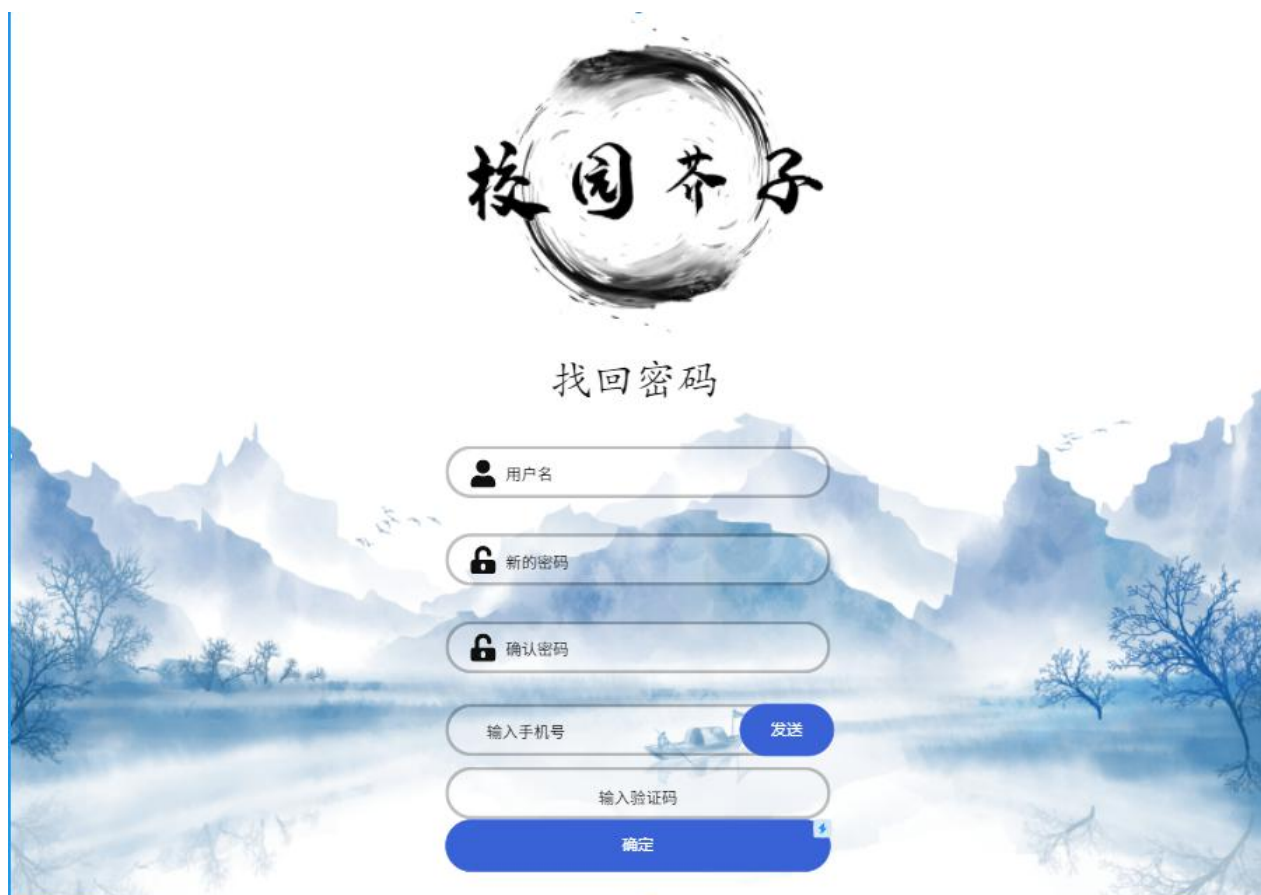 校园芥子
找回密码
用户名
新的密码
确认密码
输入手机号 发送
输入验证码
确定